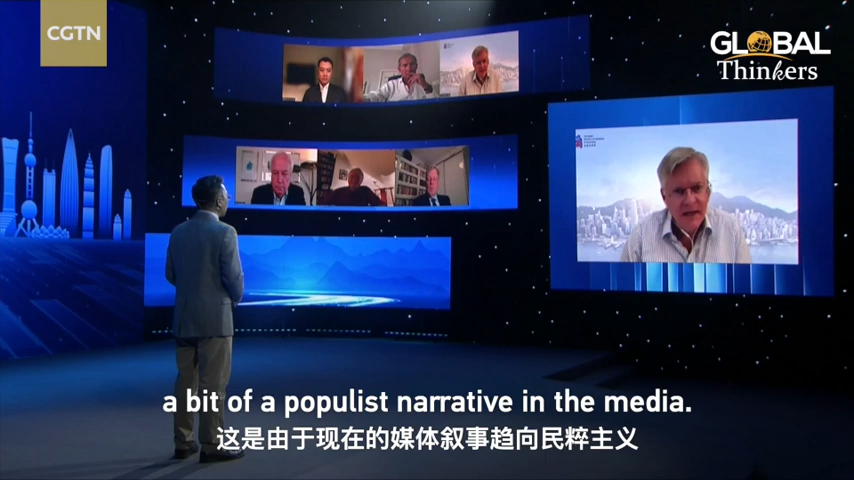 CGTN
GLOBAL
Thinkers
a bit of a populist narrative in the media.
这是由于现在的媒体叙事趋向民粹主义